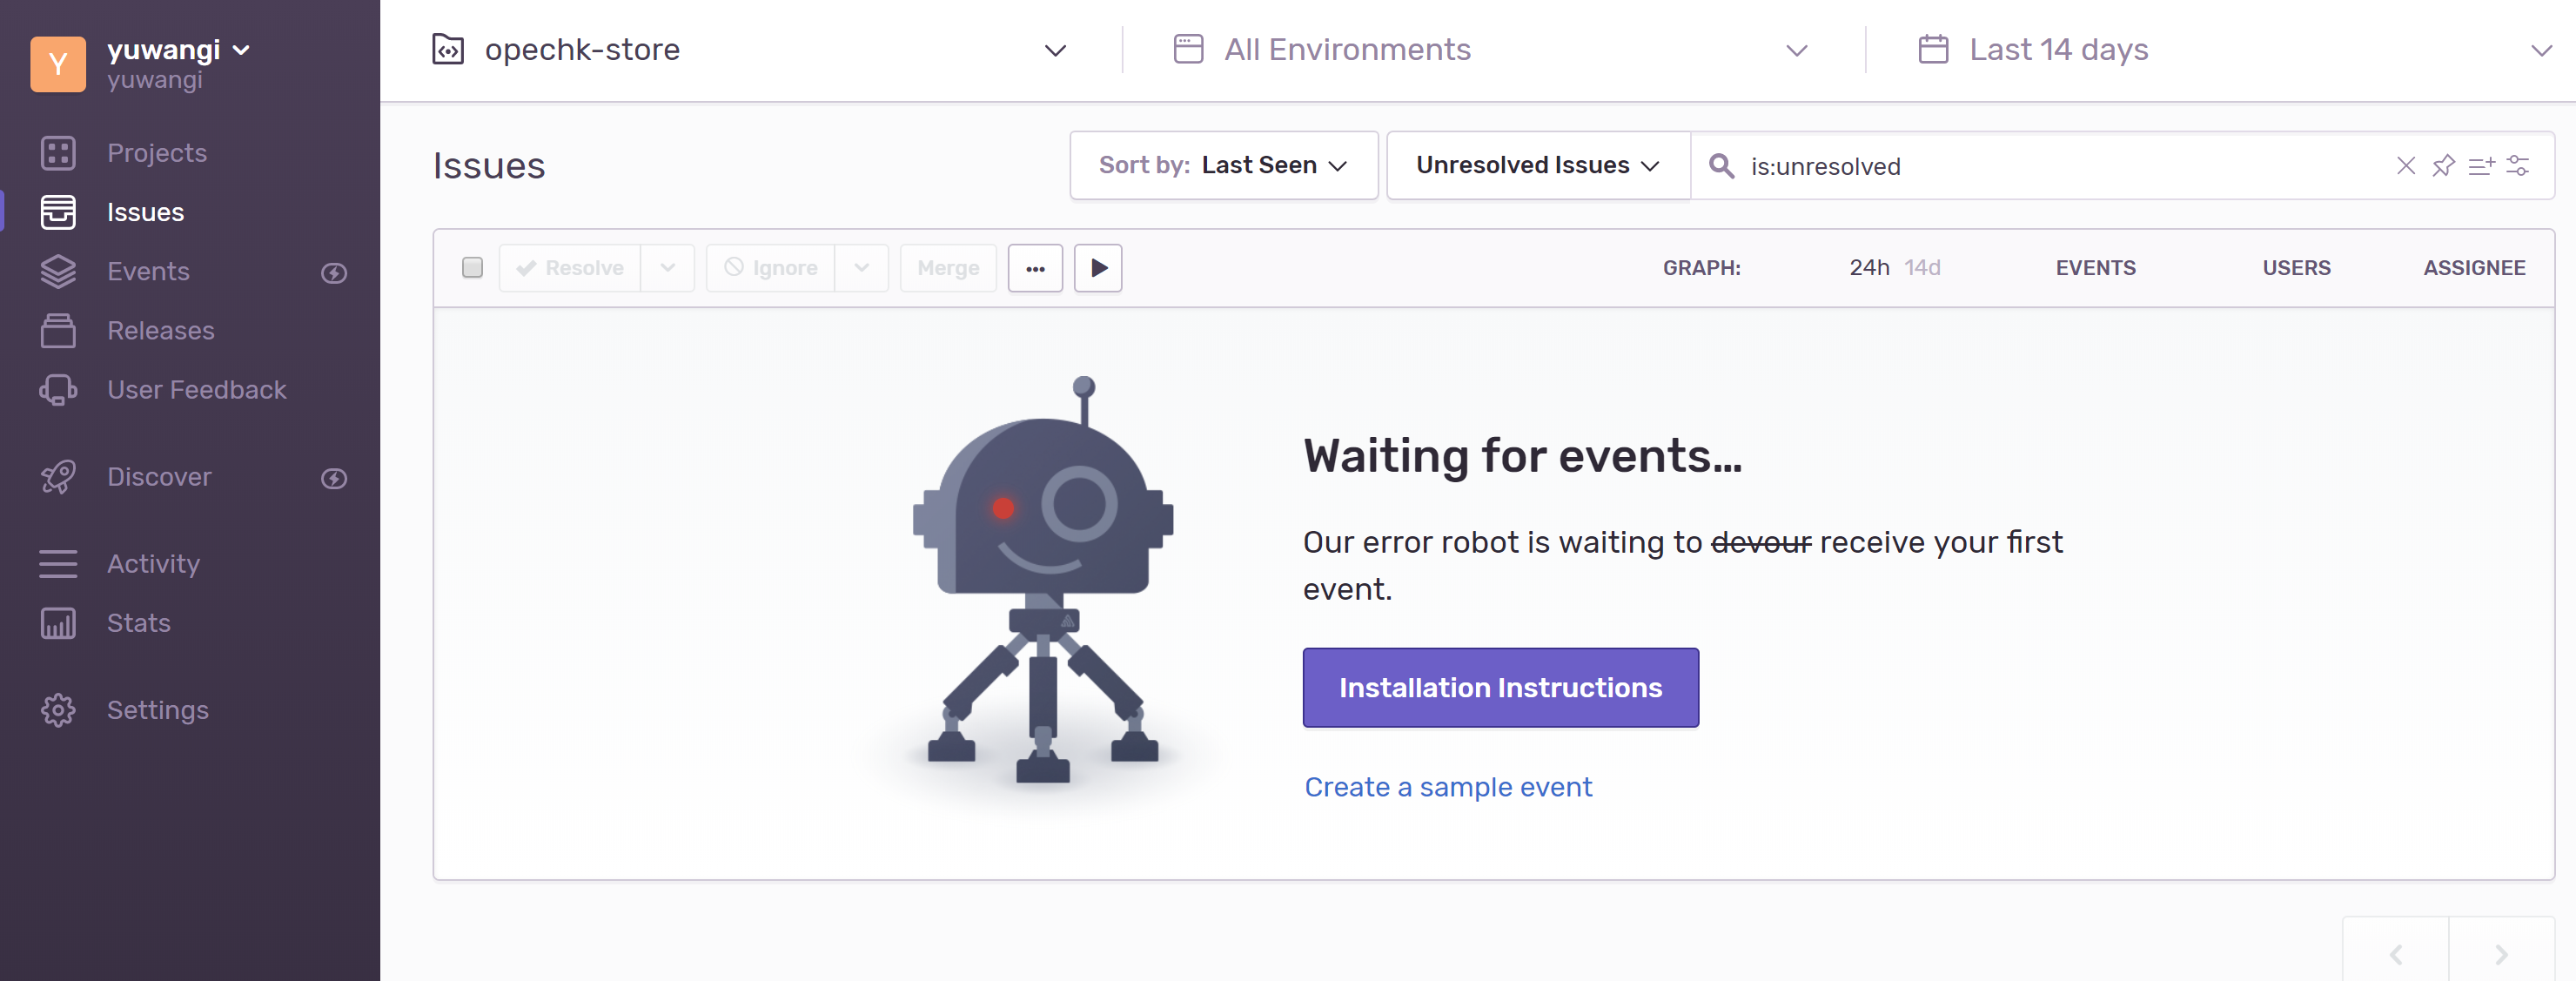 Y
yuwangi
yuwangi
Projects
Issues
Events
Releases
User Feedback
Discover
Activity
Stats
Settings
opechk-store
All Environments
Last 14 days
Issues
Sort by: Last Seen
Unresolved Issues
is:unresolved
Resolve
Ignore
Merge
GRAPH:
24h 14d
EVENTS
USERS
ASSIGNEE
Waiting for events…
Our error robot is waiting to devour receive your first
event.
Installation Instructions
Create a sample event